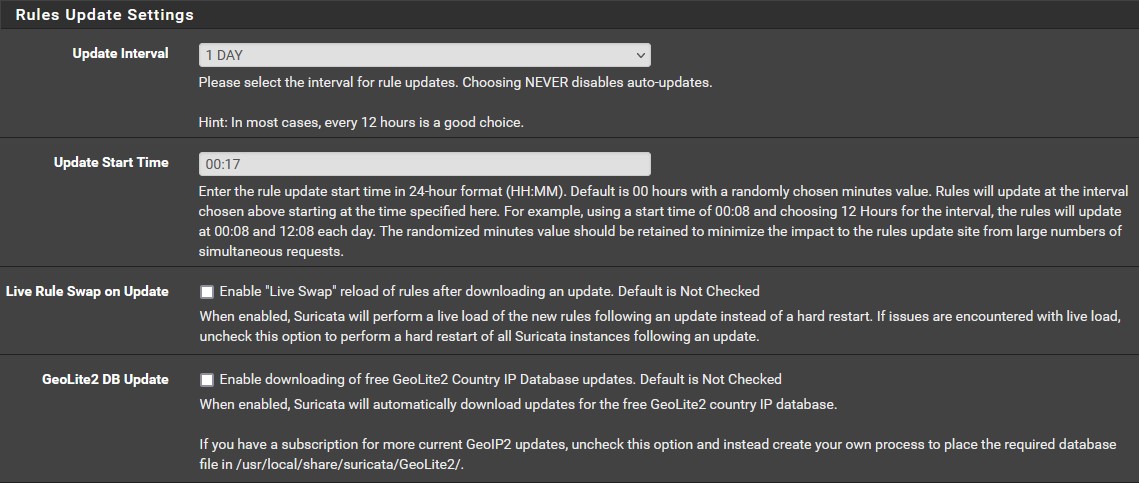 Rules Update Settings
Update Interval
1 DAY
Please select the interval for rule updates. Choosing NEVER disables auto-updates.
Hint: In most cases, every 12 hours is a good choice.
Update Start Time
00:17
Enter the rule update start time in 24-hour format (HH:MM). Default is 00 hours with a randomly chosen minutes value. Rules will update at the interval
chosen above starting at the time specified here. For example, using a start time of 00:08 and choosing 12 Hours for the interval, the rules will update
at 00:08 and 12:08 each day. The randomized minutes value should be retained to minimize the impact to the rules update site from large numbers of
simultaneous requests.
Live Rule Swap on Update
Enable "Live Swap" reload of rules after downloading an update. Default is Not Checked
When enabled, Suricata will perform a live load of the new rules following an update instead of a hard restart. If issues are encountered with live load,
uncheck this option to perform a hard restart of all Suricata instances following an update.
GeoLite2 DB Update
Enable downloading of free GeoLite2 Country IP Database updates. Default is Not Checked
When enabled, Suricata will automatically download updates for the free GeoLite2 country IP database.
If you have a subscription for more current GeoIP2 updates, uncheck this option and instead create your own process to place the required database
file in /usr/local/share/suricata/GeoLite2/.